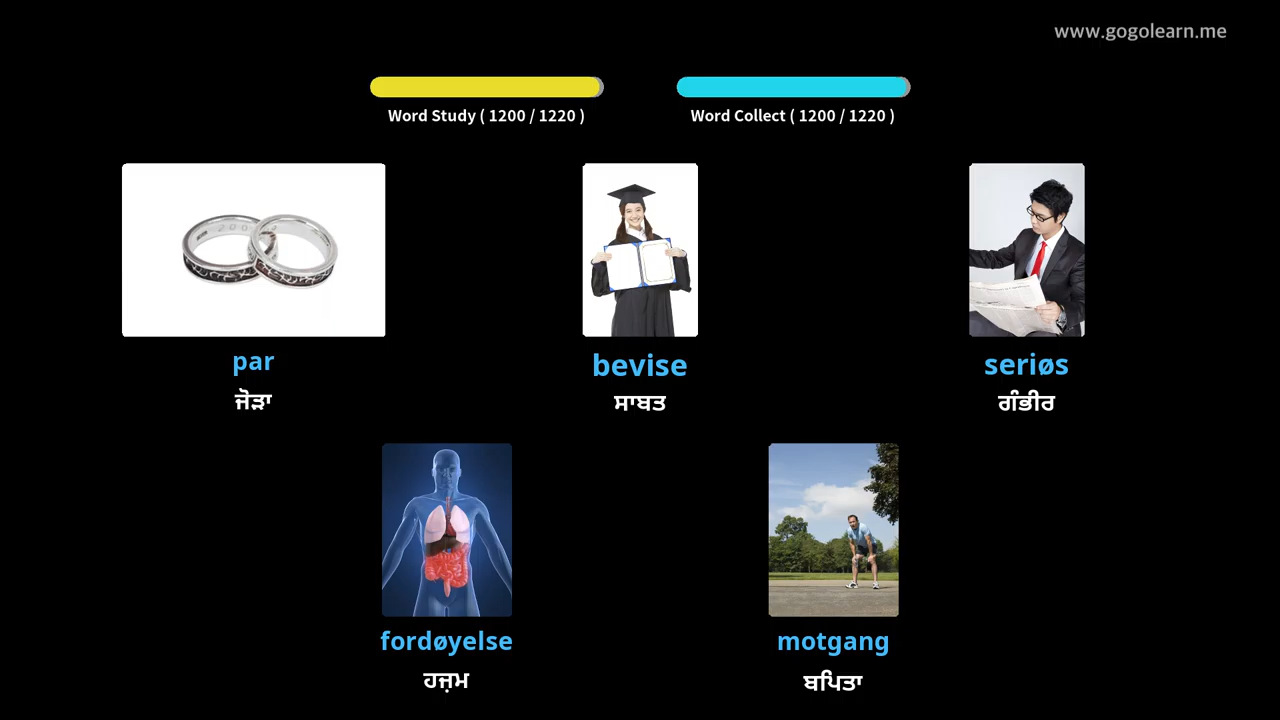 www.gogolearn.me
Word Study ( 1200 / 1220 )
Word Collect ( 1200 / 1220 )
par
ਜੋੜਾ
bevise
ਸਾਬਤ
seriøs
ਗੰਭੀਰ
fordøyelse
ਹਜ਼ਮ
motgang
ਬਪਿਤਾ